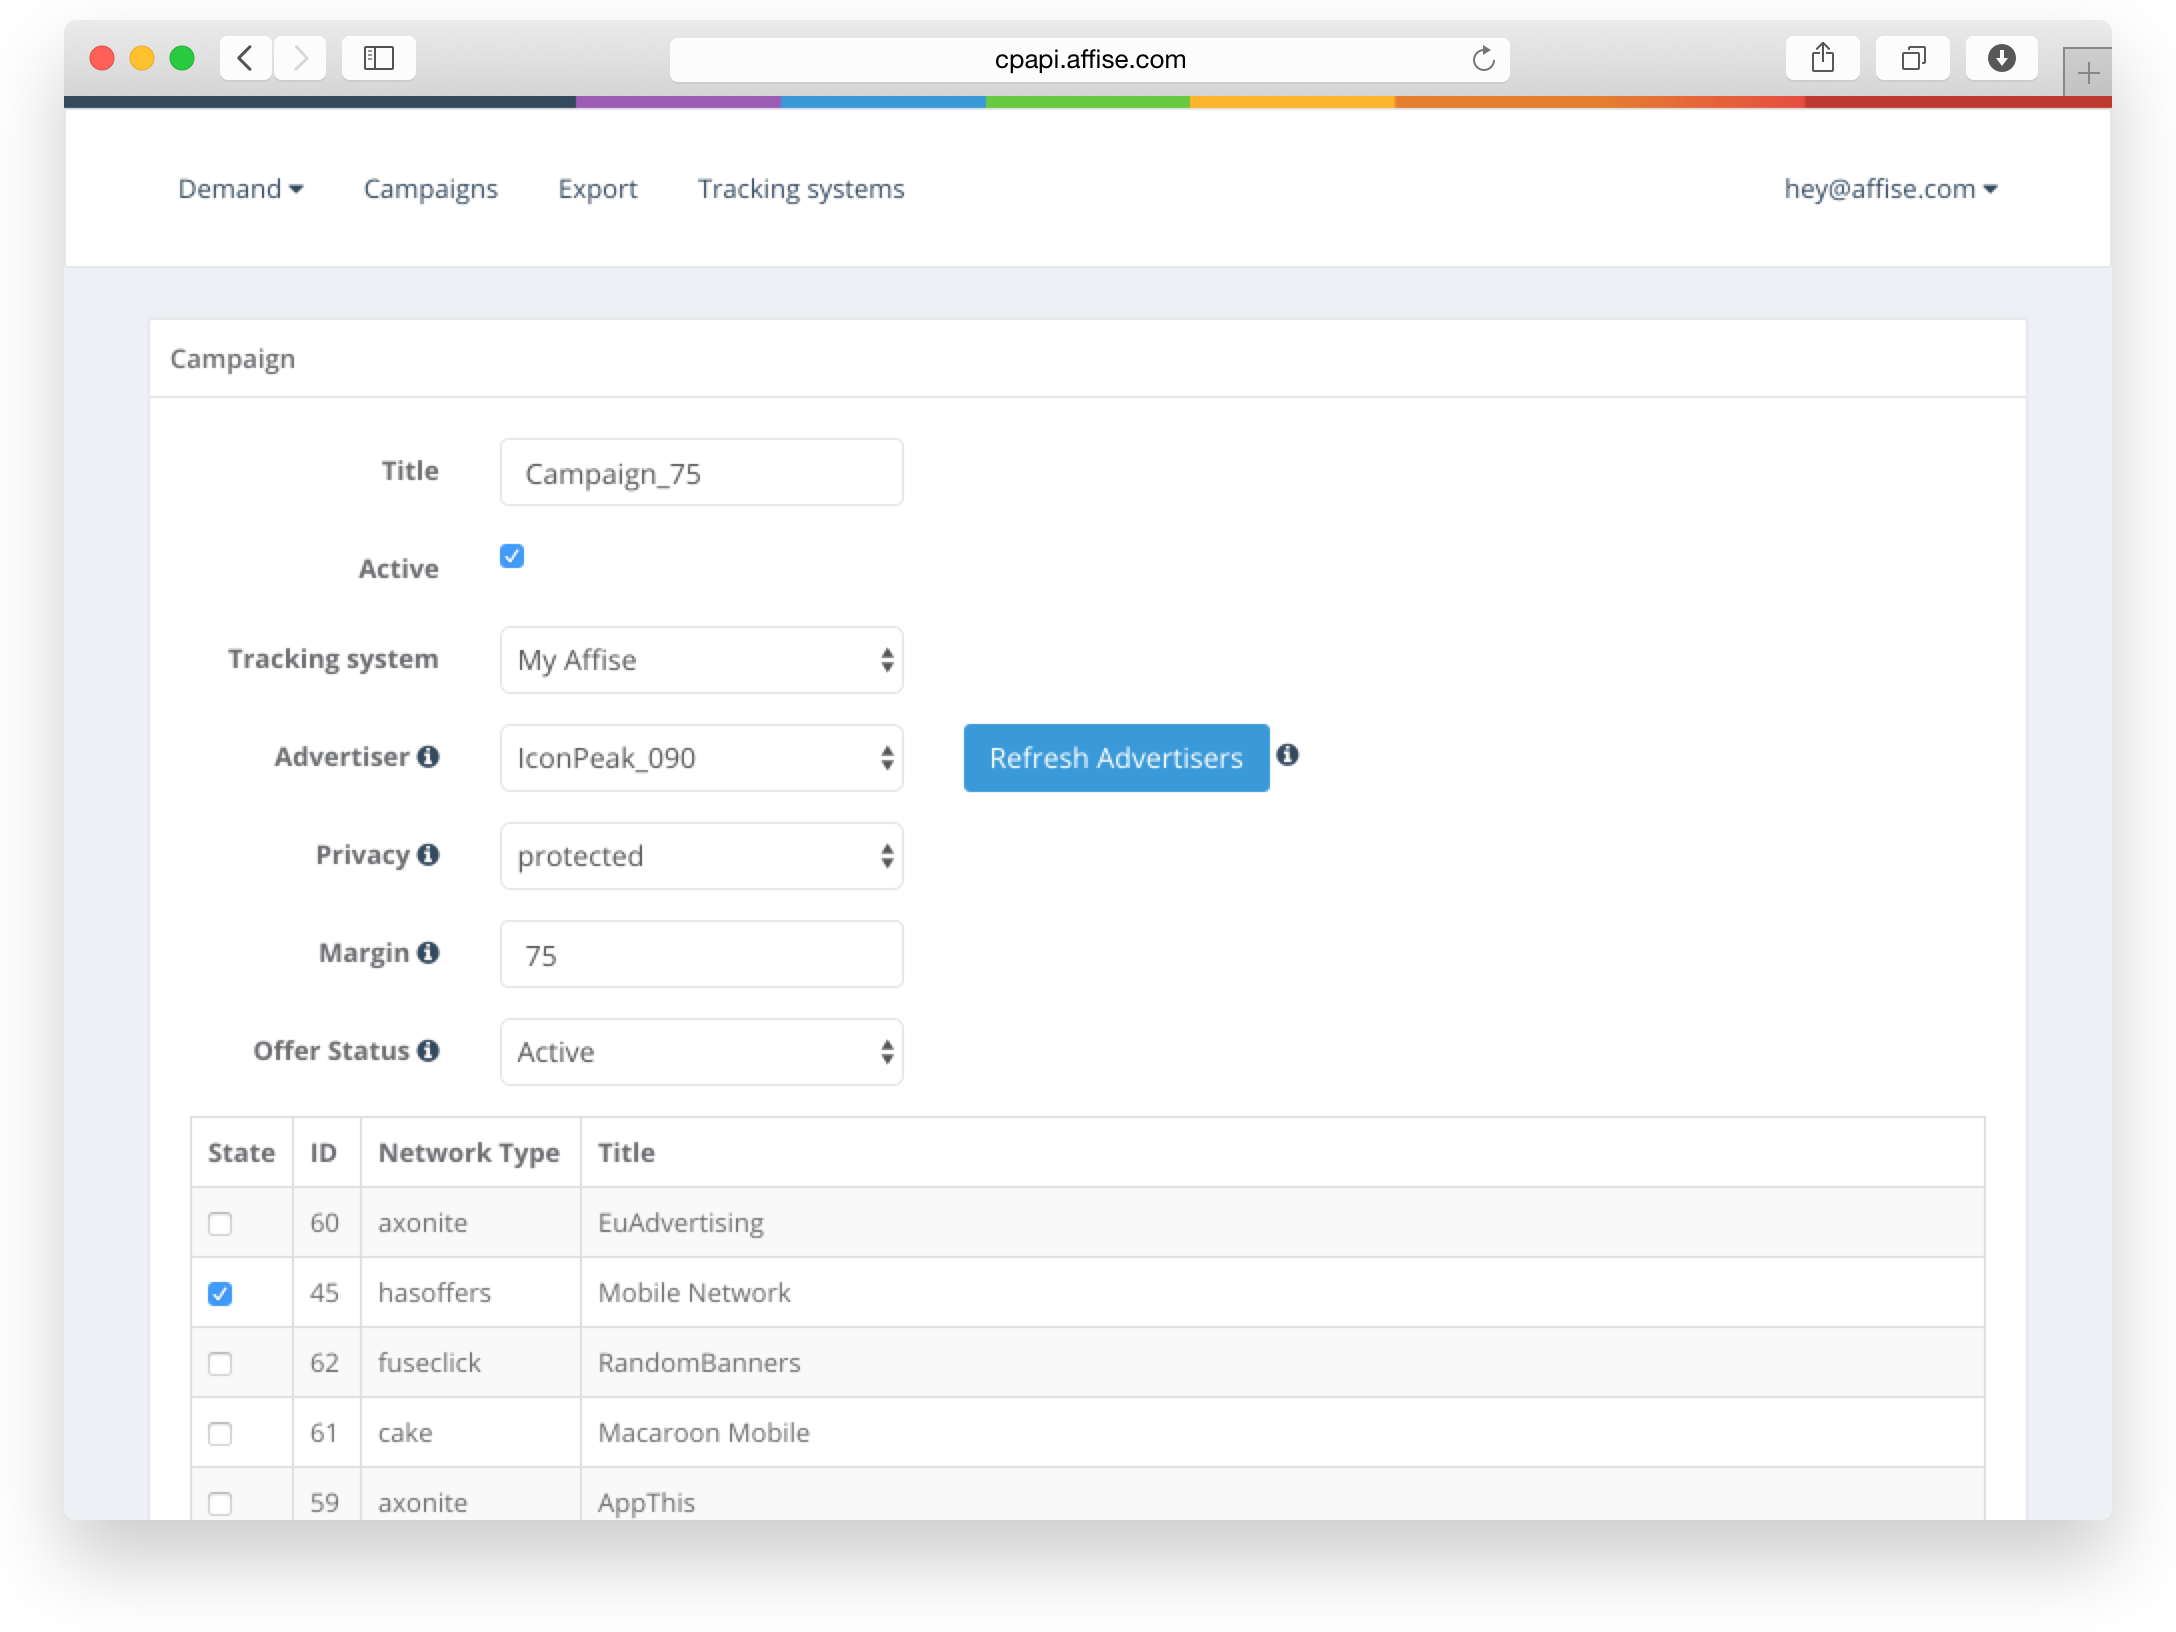 cpapi.affise.com
Demand Campaigns Export Tracking systems hey@affise.com
Campaign
Title Campaign_75
Active
Tracking system My Affise
Advertiser IconPeak_090 Refresh Advertisers
Privacy protected
Margin 75
Offer Status Active
State ID Network Type Title
60 axonite EuAdvertising
45 hasoffers Mobile Network
62 fuseclick RandomBanners
61 cake Macaroon Mobile
59 axonite AppThis